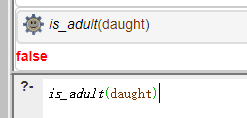 is_adult(daught)
false
?- is_adult(daught)